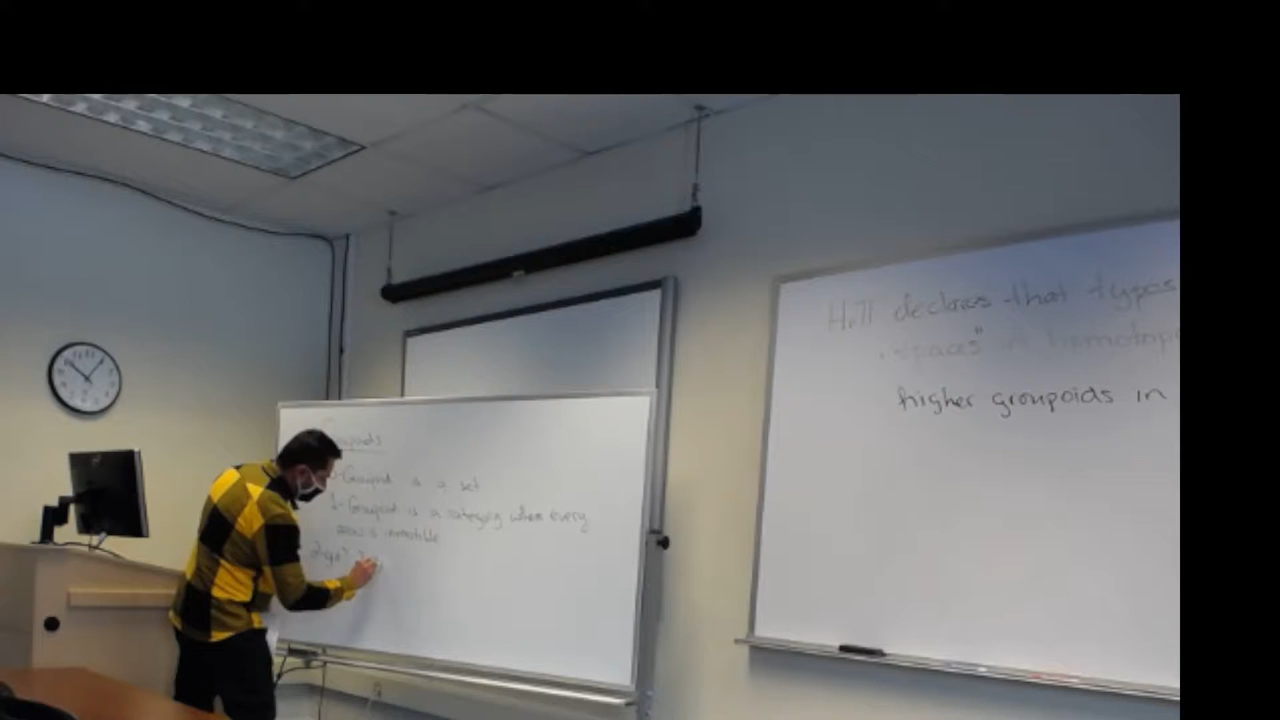 Groupoids
0-Groupoid is a set
1-Groupoid is a category where every
arrow is invertible
HoTT declares that types
"spaces" in homotopy
higher groupoids in